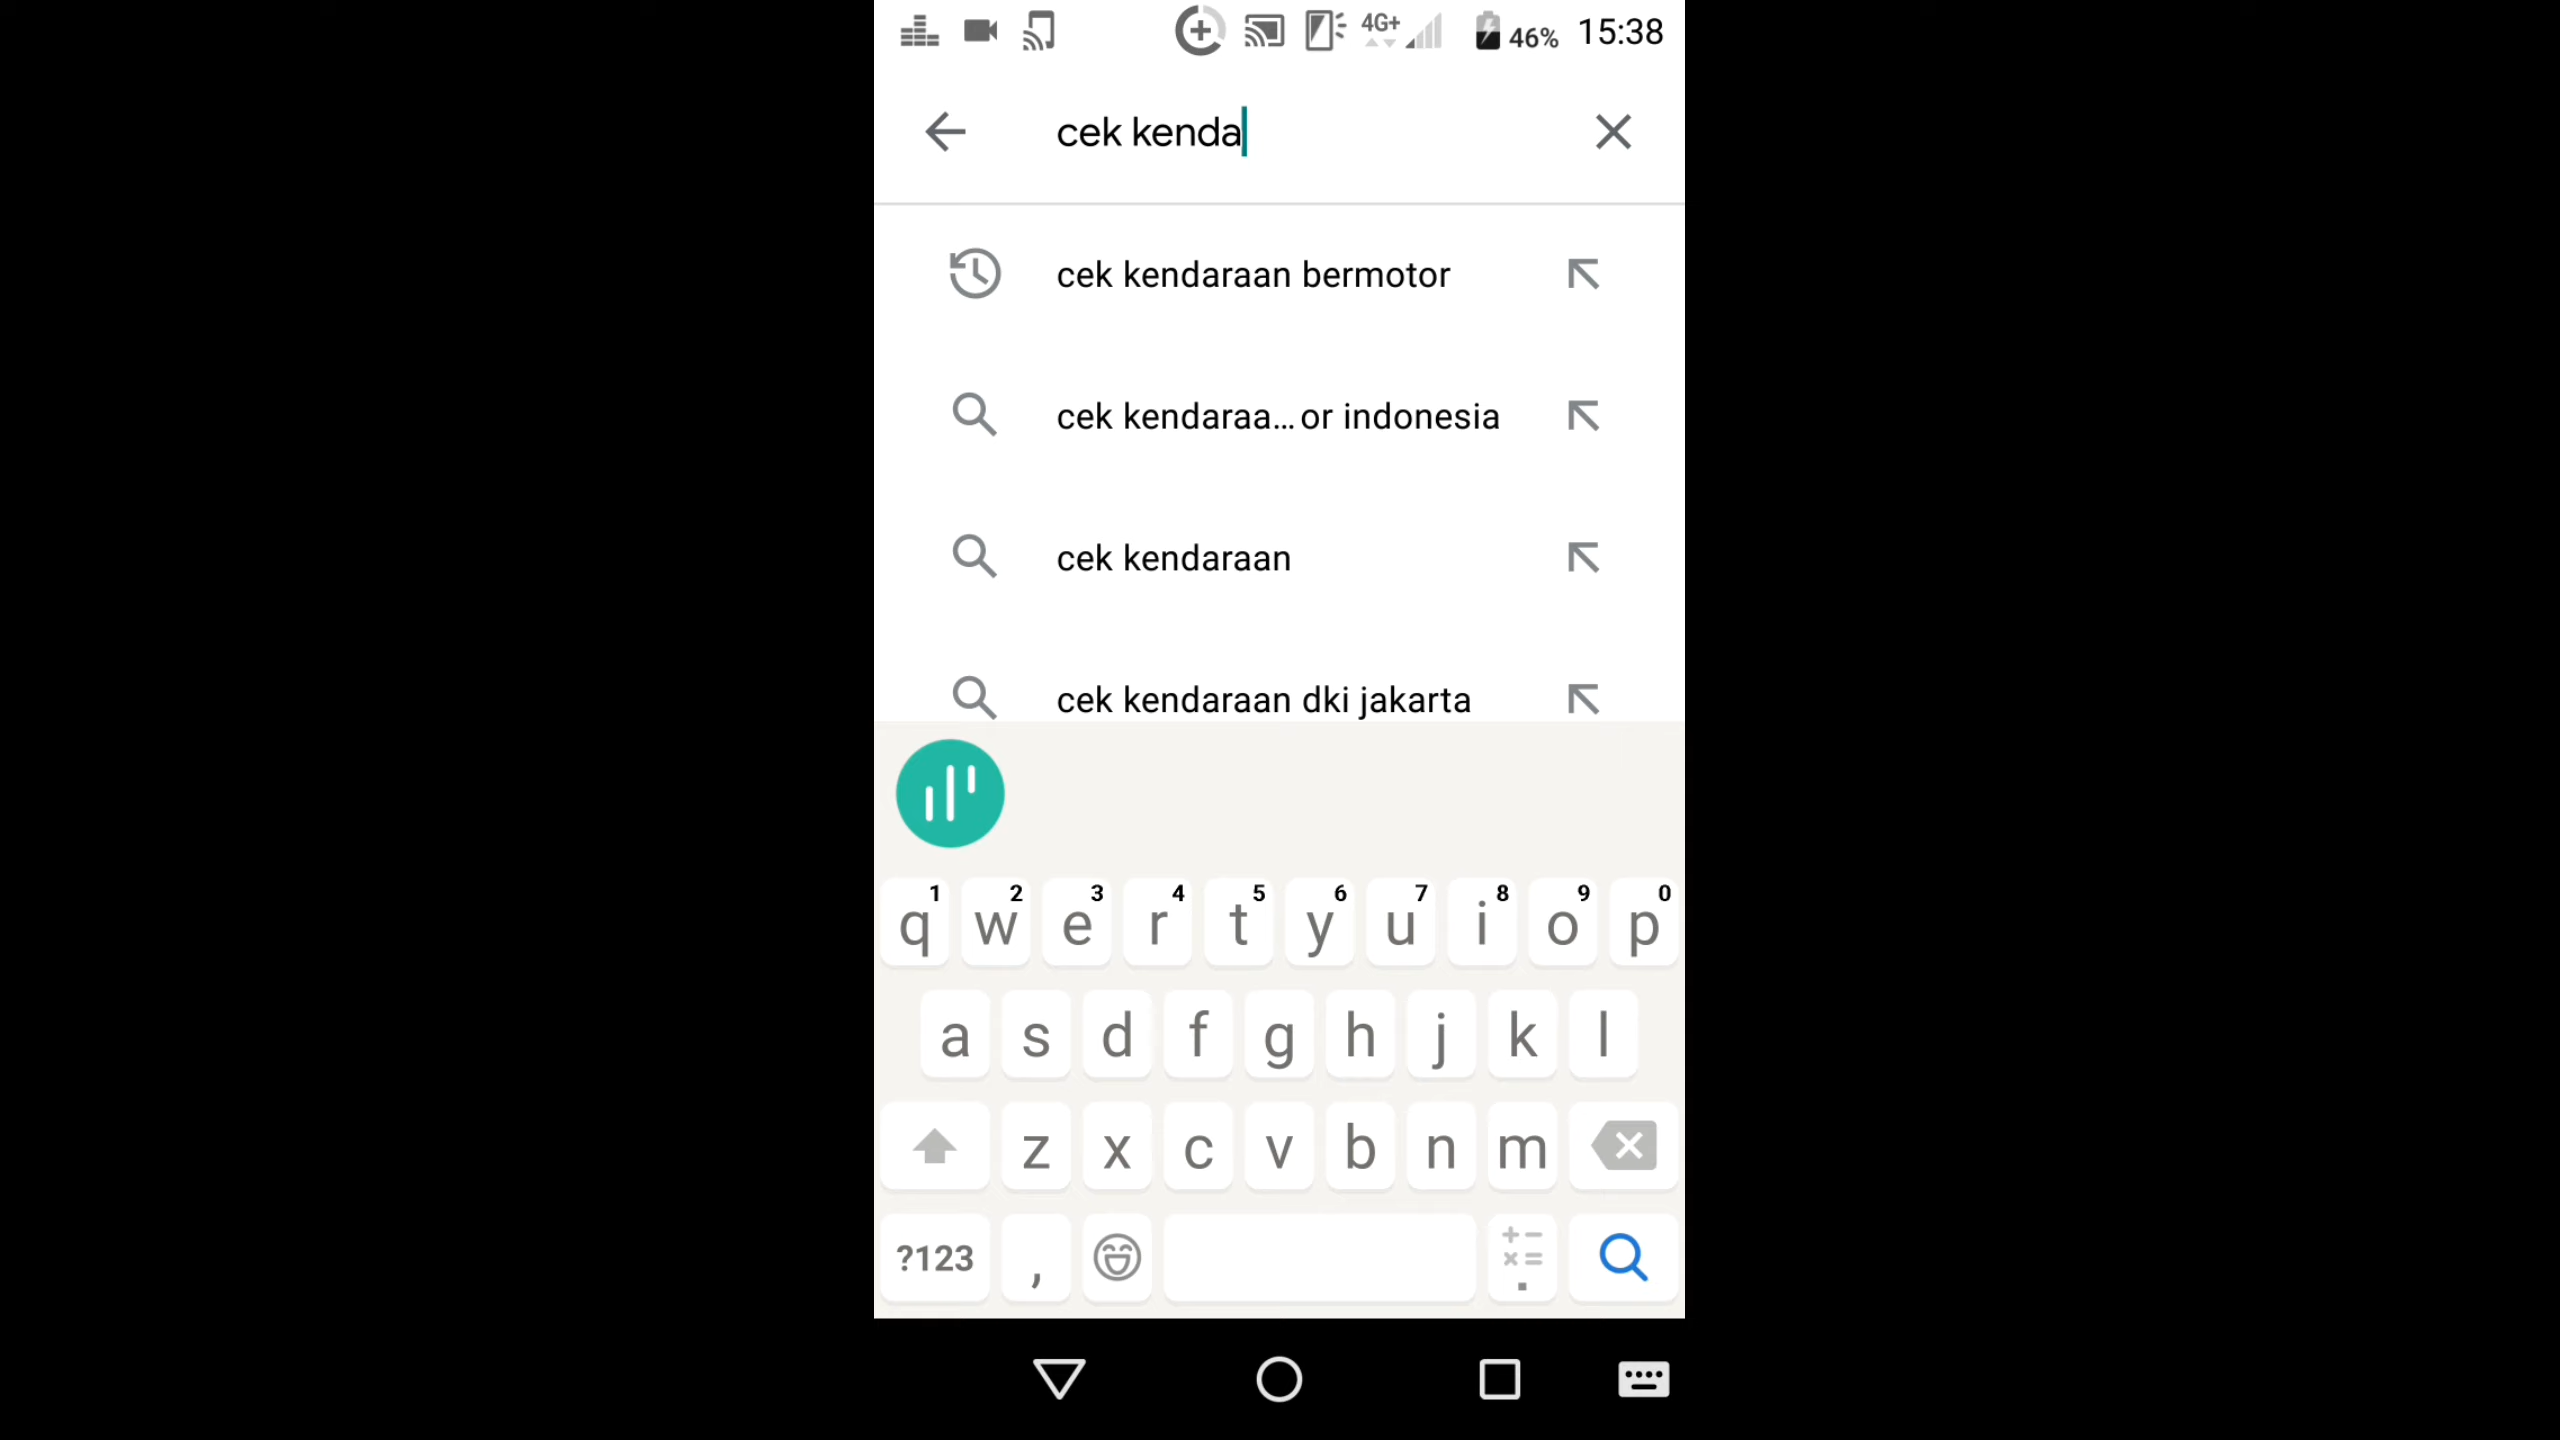 4G+ 46% 15:38
cek kenda
cek kendaraan bermotor
cek kendaraa...or indonesia
cek kendaraan
cek kendaraan dki jakarta
1 2 3 4 5 6 7 8 9 0
q w e r t y u i o p
a s d f g h j k l
z x c v b n m
?123 , + - × = .